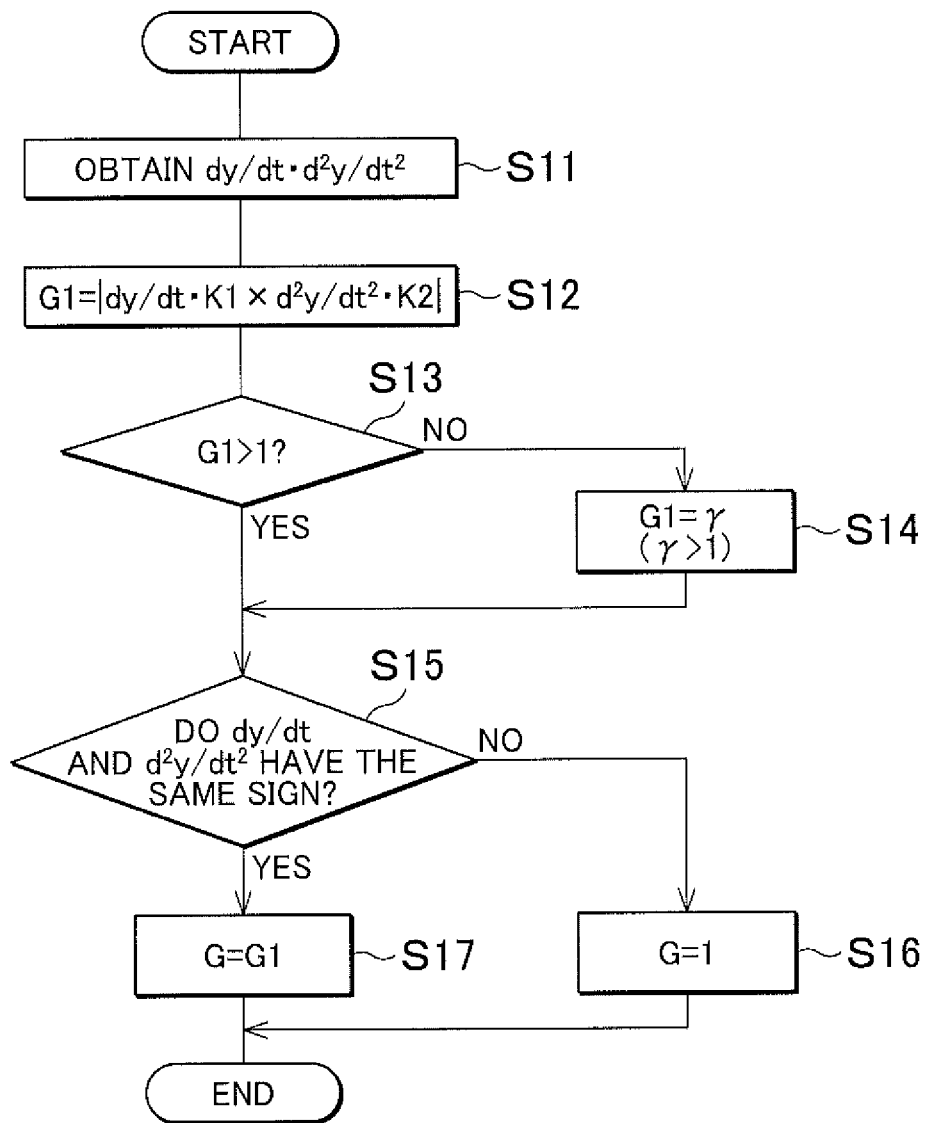 START
OBTAIN dy/dt・d²y/dt²
S11
G1=|dy/dt・K1 × d²y/dt²・K2|
S12
S13
G1>1?
NO
YES
G1=γ
(γ>1)
S14
S15
DO dy/dt
AND d²y/dt² HAVE THE
SAME SIGN?
NO
YES
G=G1
S17
G=1
S16
END